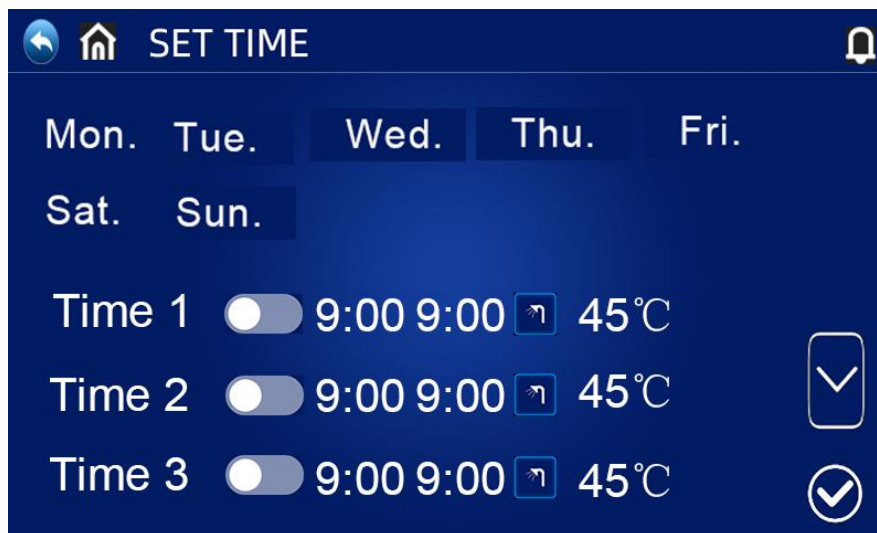 SET TIME
Mon. Tue. Wed. Thu. Fri.
Sat. Sun.
Time 1 9:00 9:00 45℃
Time 2 9:00 9:00 45℃
Time 3 9:00 9:00 45℃